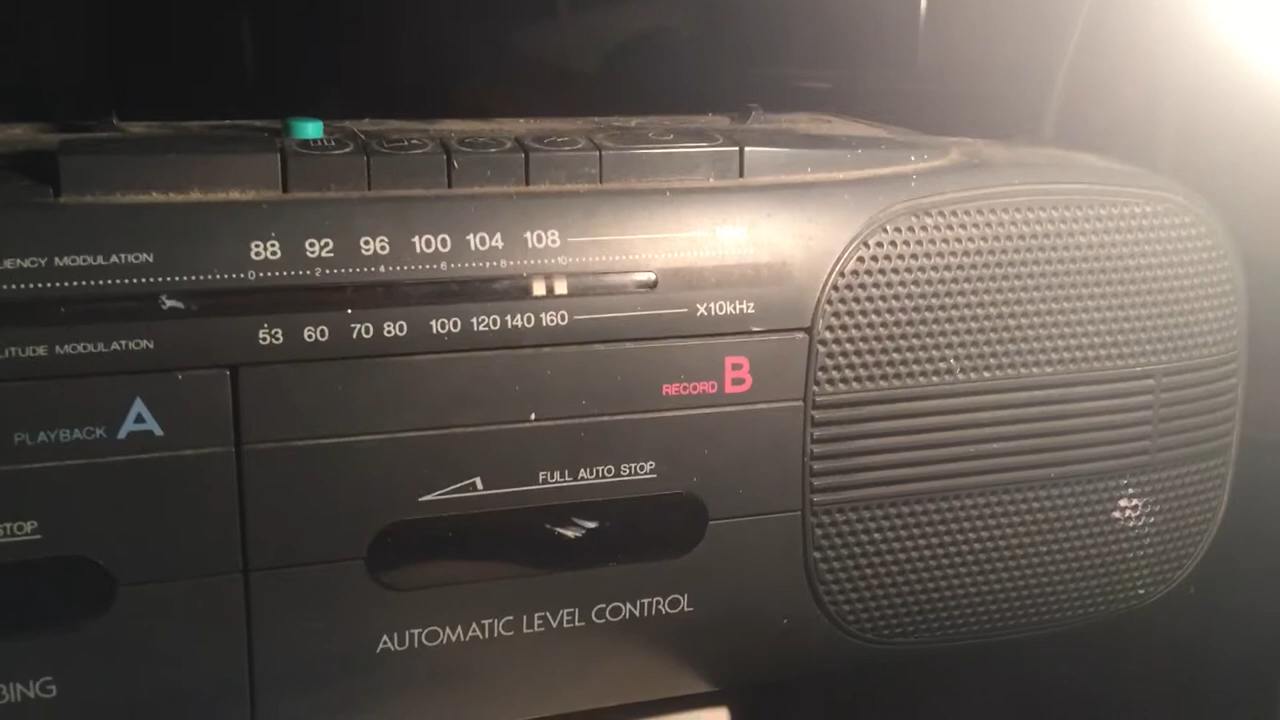 UENCY MODULATION 88 92 96 100 104 108
0 2 4 6 8 10
LITUDE MODULATION 53 60 70 80 100 120 140 160 X10kHz
PLAYBACK A
RECORD B
STOP
FULL AUTO STOP
AUTOMATIC LEVEL CONTROL
BING